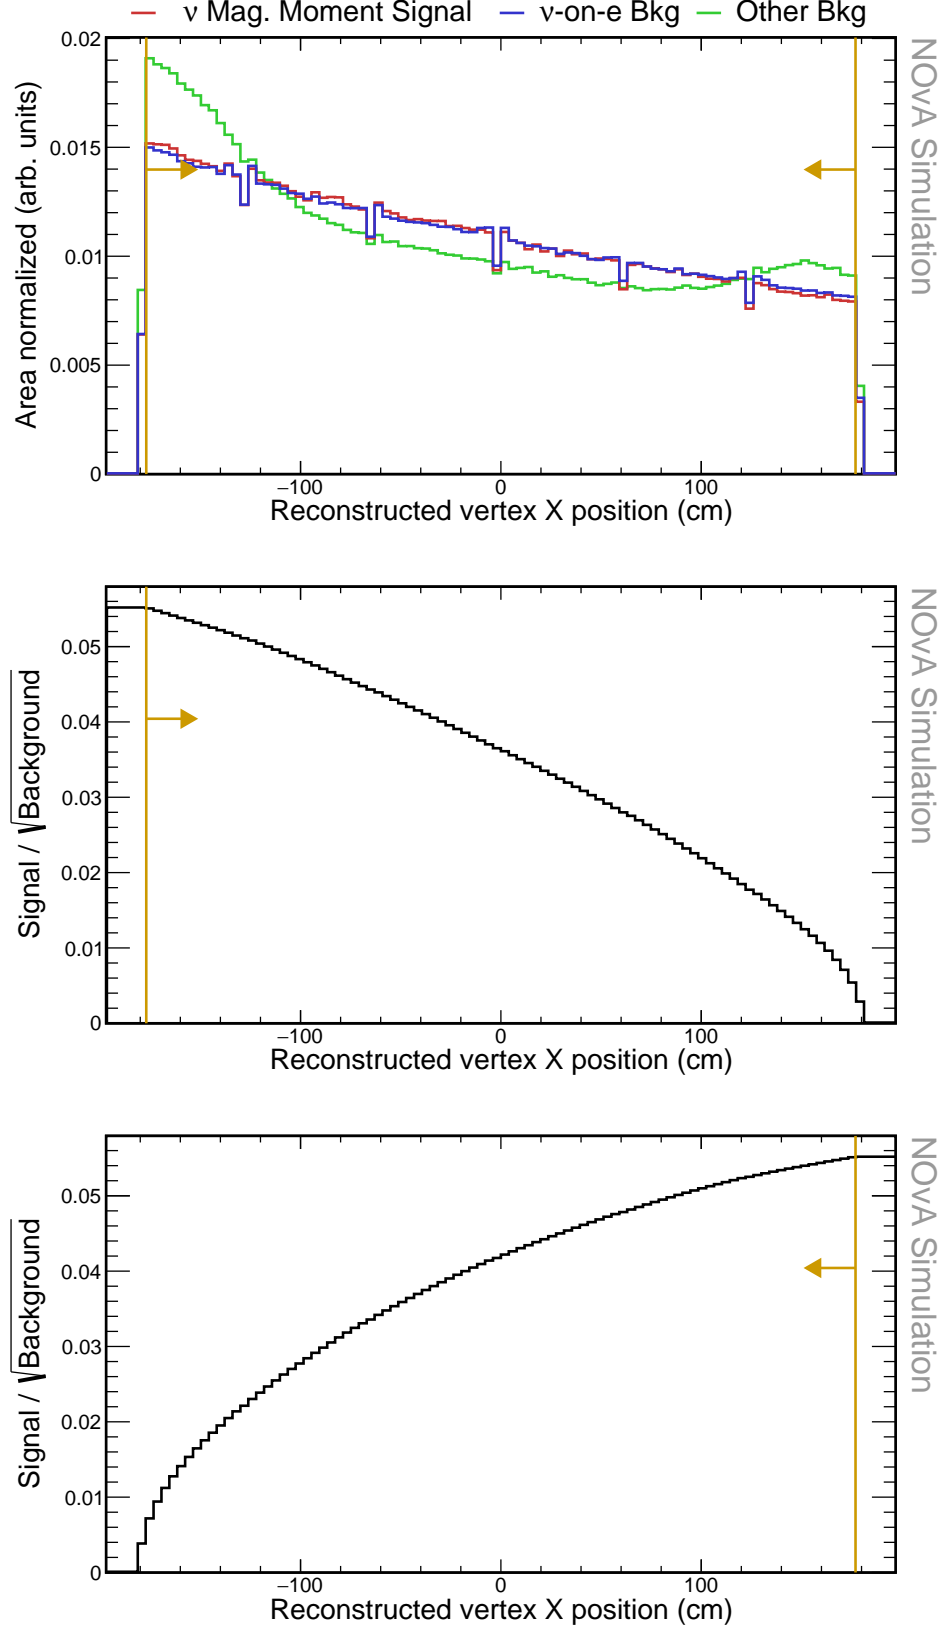 ν Mag. Moment Signal ν-on-e Bkg Other Bkg
0.02
0.015
0.01
0.005
0
Area normalized (arb. units)
−100 0 100
Reconstructed vertex X position (cm)
NOvA Simulation
0.05
0.04
0.03
0.02
0.01
0
Signal / √Background
−100 0 100
Reconstructed vertex X position (cm)
NOvA Simulation
0.05
0.04
0.03
0.02
0.01
0
Signal / √Background
−100 0 100
Reconstructed vertex X position (cm)
NOvA Simulation